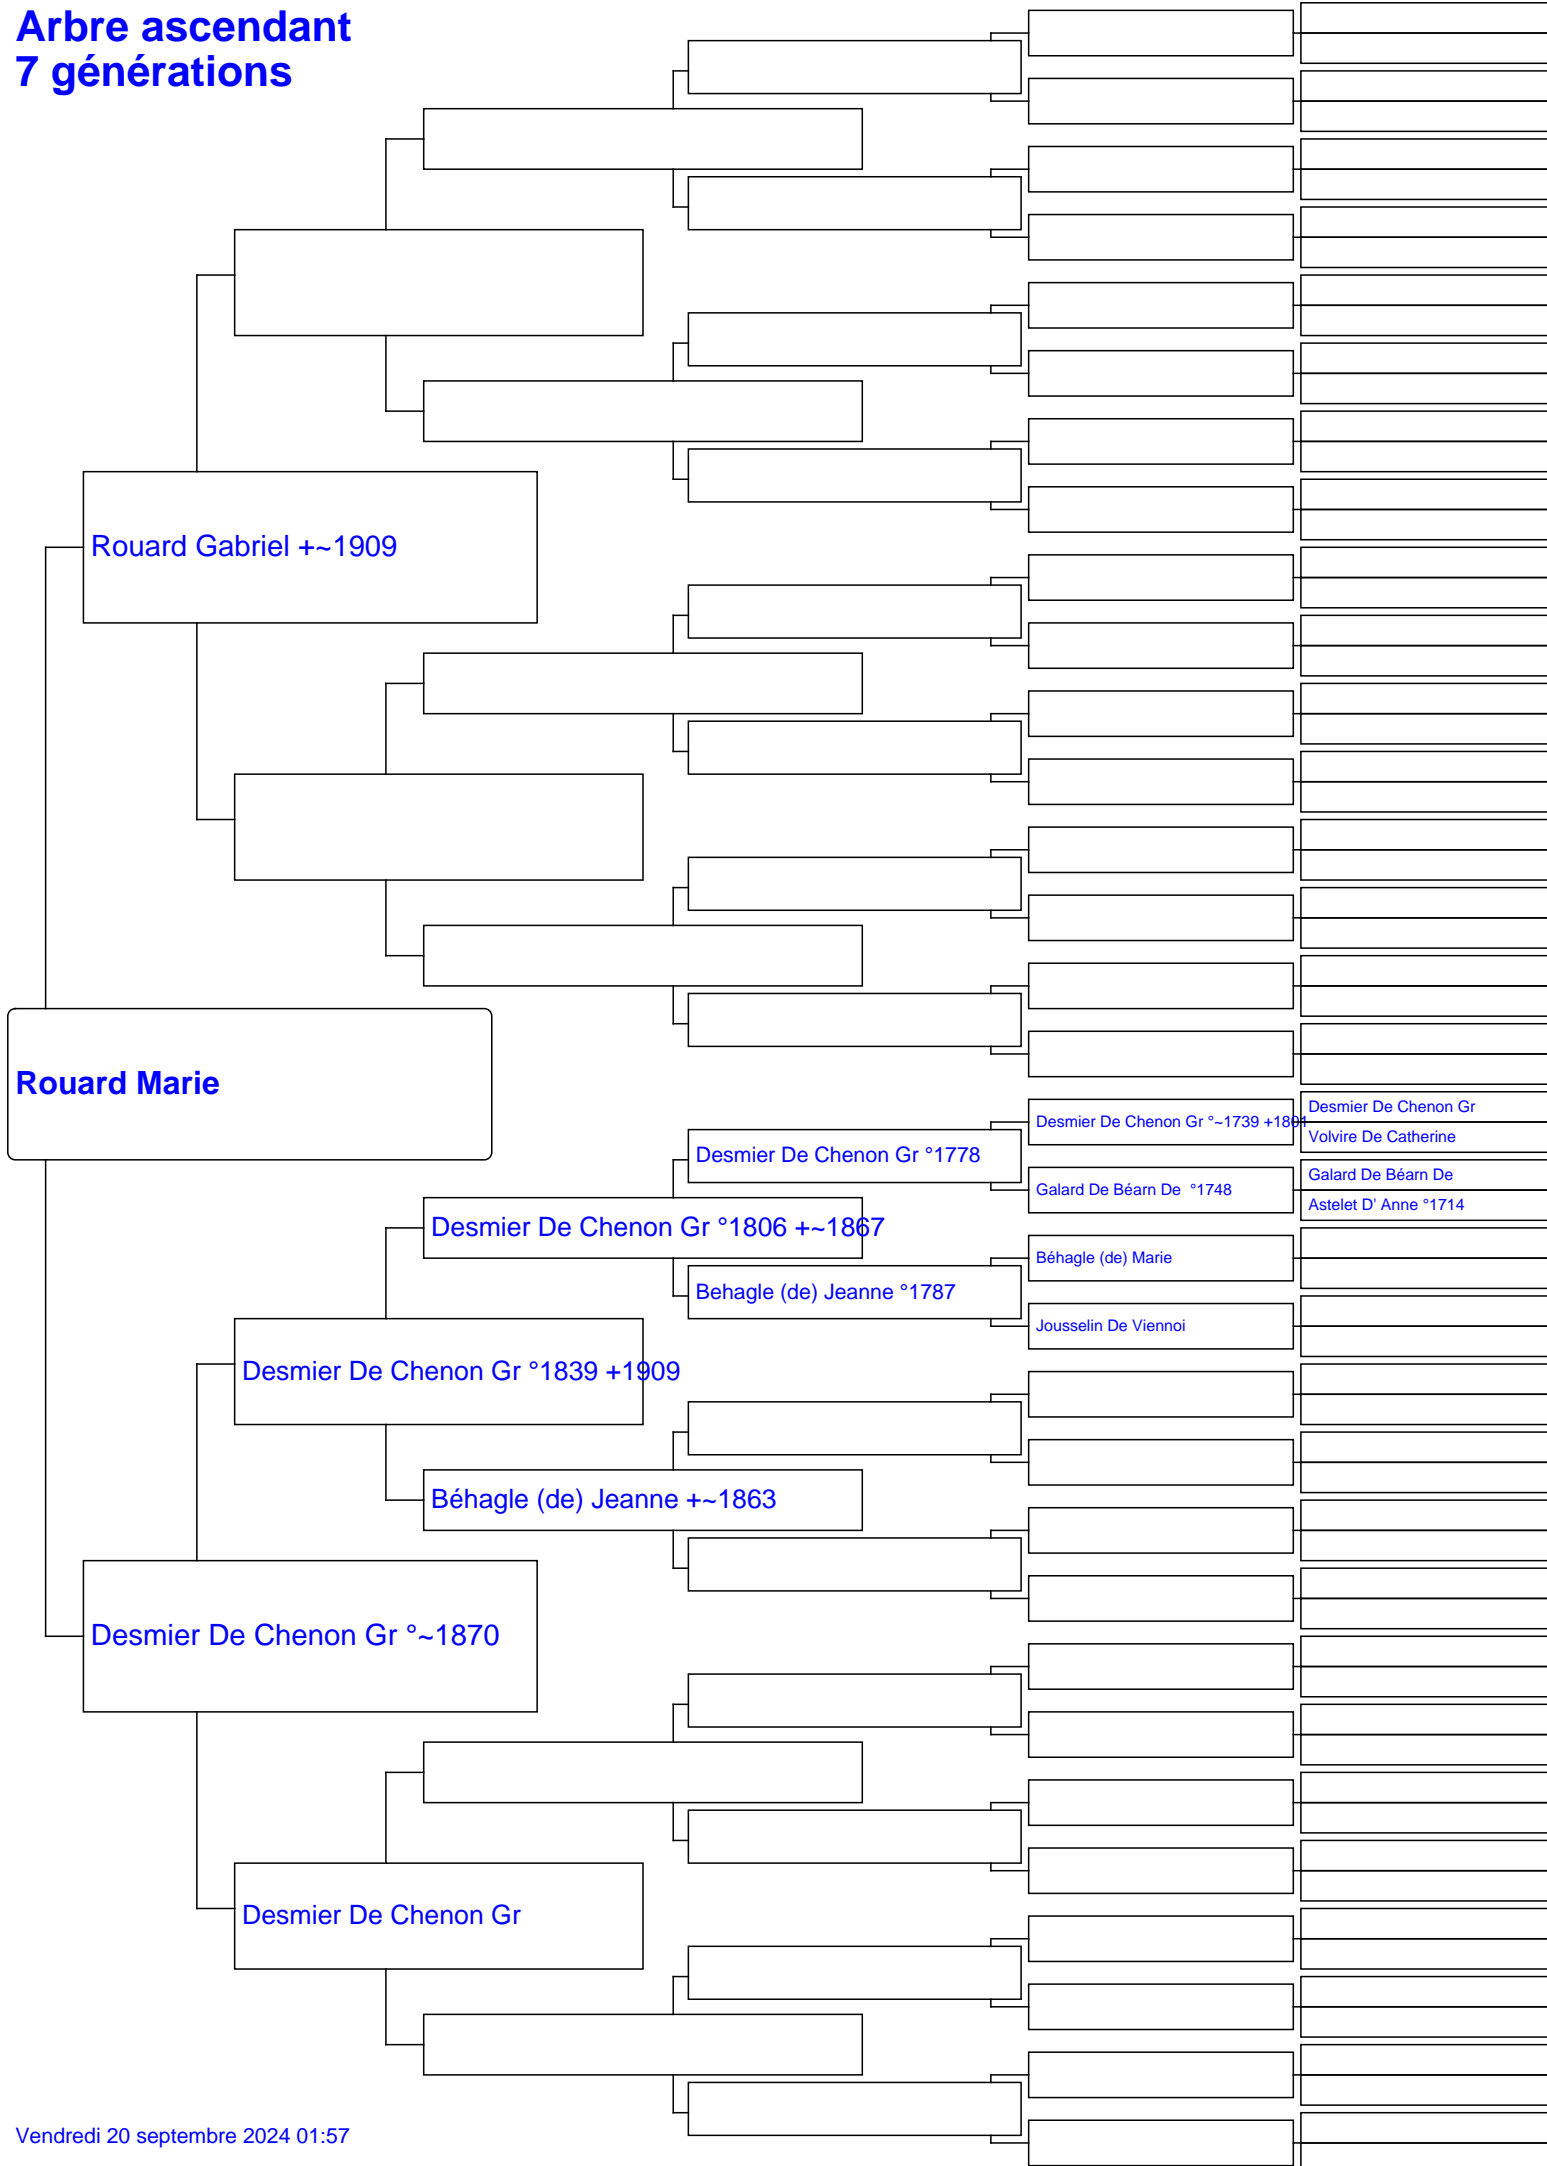 Arbre ascendant
7 générations
Rouard Gabriel +~1909
Rouard Marie
Desmier De Chenon Gr °~1739 +1801
Desmier De Chenon Gr
Volvire De Catherine
Desmier De Chenon Gr °1778
Galard De Béarn De  °1748
Galard De Béarn De
Astelet D' Anne °1714
Desmier De Chenon Gr °1806 +~1867
Béhagle (de) Marie
Behagle (de) Jeanne °1787
Jousselin De Viennoi
Desmier De Chenon Gr °1839 +1909
Béhagle (de) Jeanne +~1863
Desmier De Chenon Gr °~1870
Desmier De Chenon Gr
Vendredi 20 septembre 2024 01:57